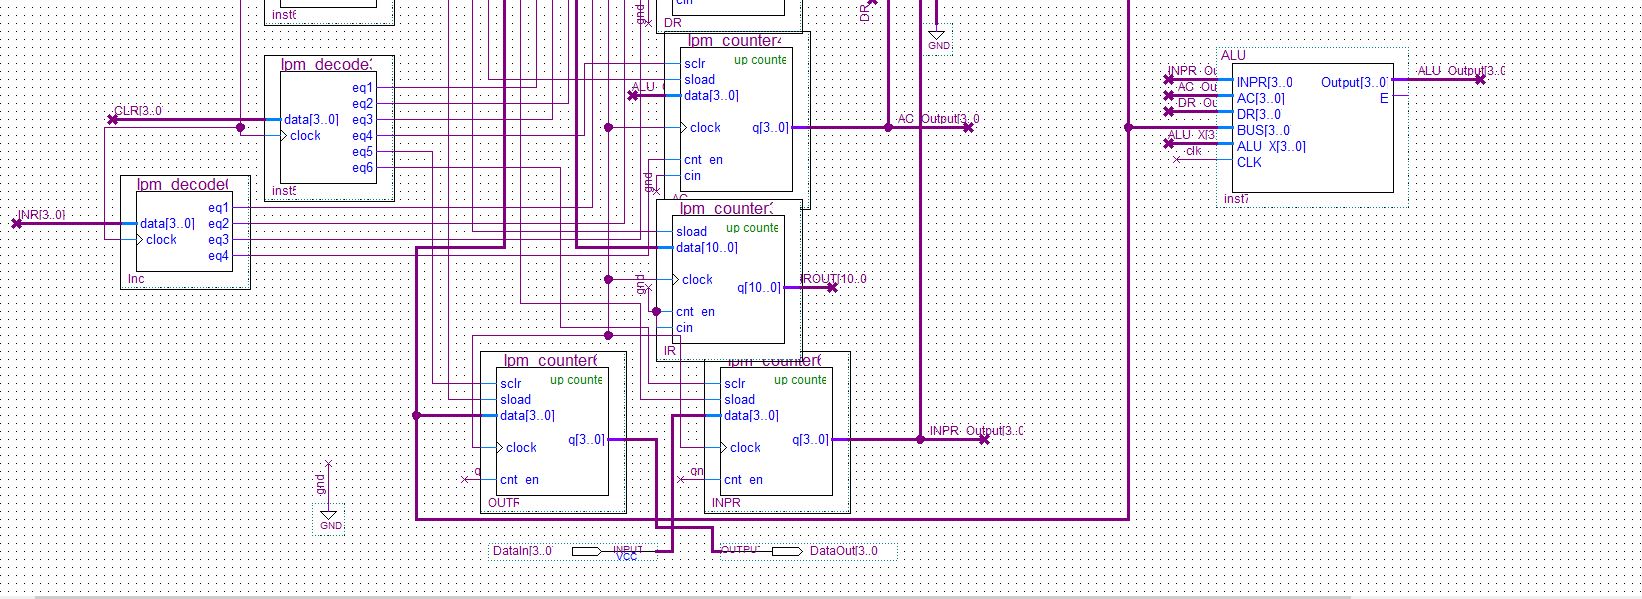 inst6
cin
DR
gnd
DR
GND
lpm_decode
eq1
eq2
eq3
eq4
eq5
eq6
data[3..0]
clock
inst5
CLR[3..0]
lpm_decode
eq1
eq2
eq3
eq4
data[3..0]
clock
Inc
INR[3..0]
lpm_counter
up counte
sclr
sload
data[3..0]
clock
q[3..0]
cnt_en
cin
ALU
gnd
AC
AC_Output[3..0
lpm_counter
up counte
sload
data[10..0]
clock
q[10..0]
cnt_en
cin
gnd
IR
IROUT[10..0
lpm_counter
up counte
sclr
sload
data[3..0]
clock
q[3..0]
cnt_en
OUTF
g
lpm_counter
up counte
sclr
sload
data[3..0]
clock
q[3..0]
cnt_en
INPR
gn
INPR_Output[3..0
ALU
INPR_Ou
AC_Ou
DR_Ou
ALU_X[3
clk
INPR[3..0
AC[3..0]
DR[3..0]
BUS[3..0
ALU_X[3..0]
CLK
Output[3..0
E
ALU_Output[3..0
inst7
gnd
GND
DataIn[3..0
INPUT
VCC
OUTPUT
DataOut[3..0